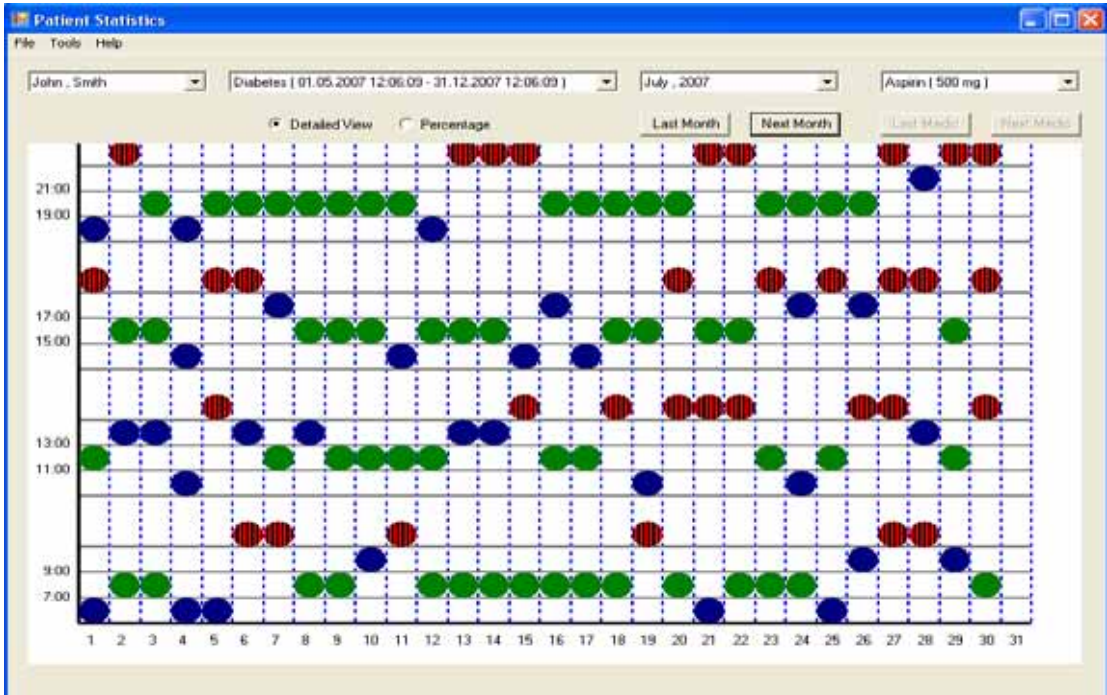 Patient Statistics
File Tools Help
John , Smith Diabetes ( 01.05.2007 12:06:09 - 31.12.2007 12:06:09 ) July , 2007 Aspirin ( 500 mg )
Detailed View Percentage Last Month Next Month Last Medic Next Medic
21:00
19:00
17:00
15:00
13:00
11:00
9:00
7:00
1 2 3 4 5 6 7 8 9 10 11 12 13 14 15 16 17 18 19 20 21 22 23 24 25 26 27 28 29 30 31